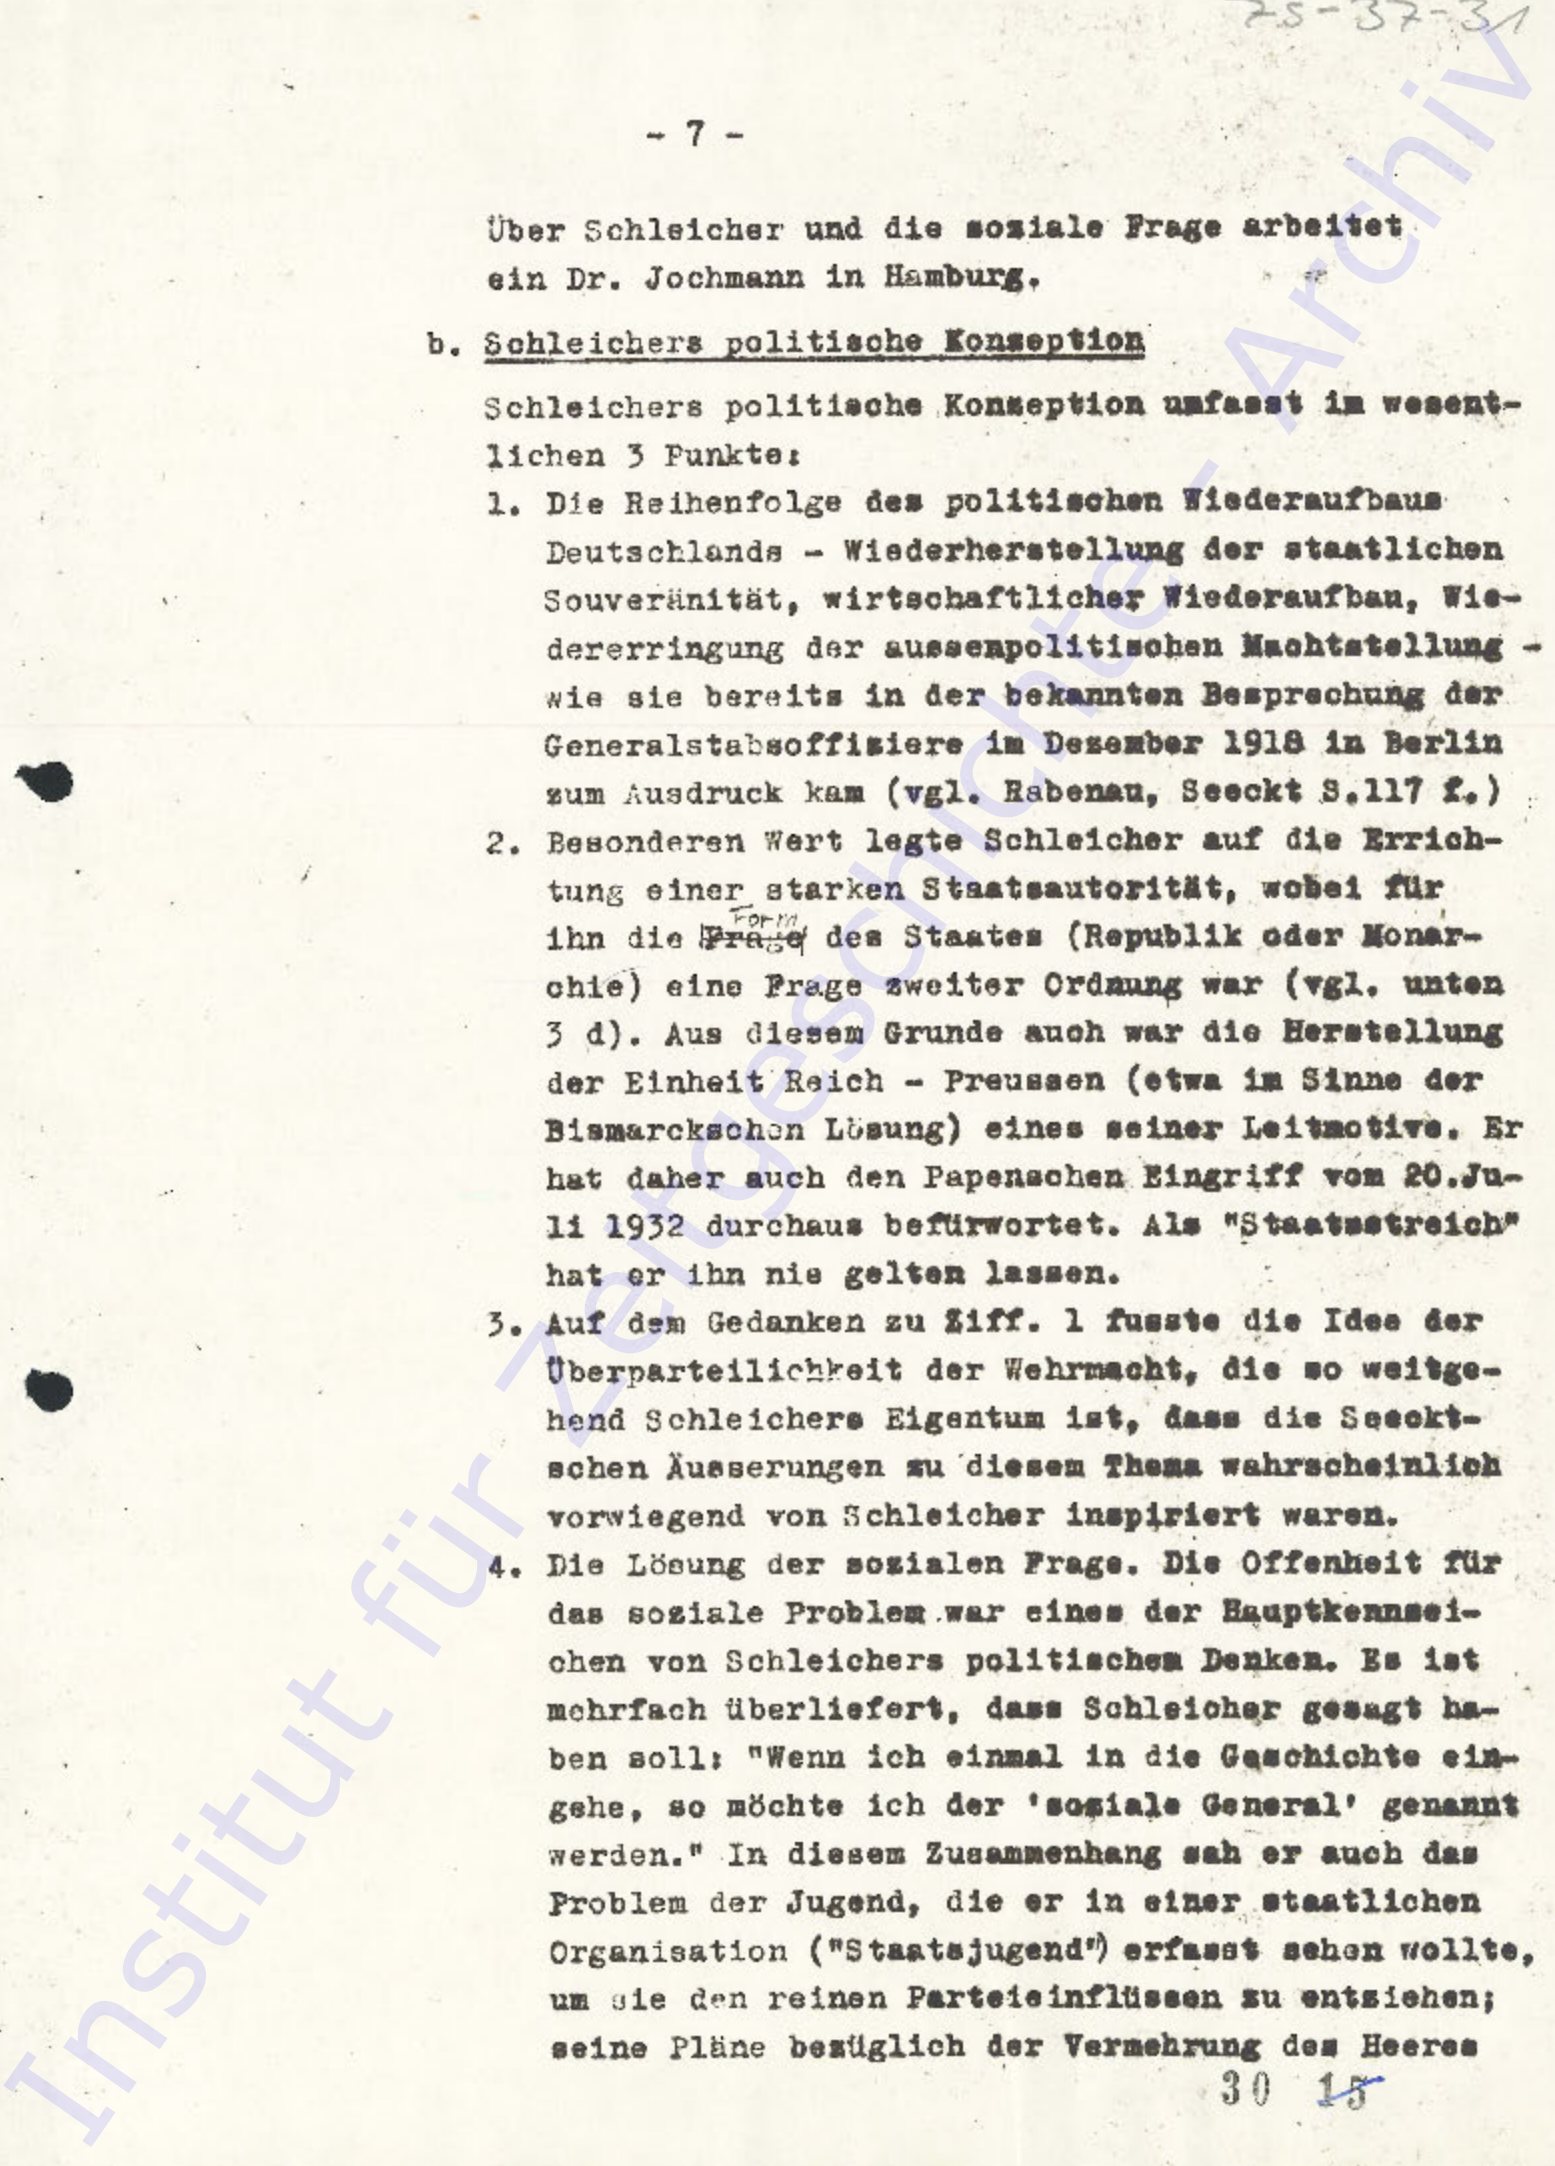 ZS-37-31
- 7 -
Über Schleicher und die soziale Frage arbeitet
ein Dr. Jochmann in Hamburg.
b. Schleichers politische Konzeption
Schleichers politische Konzeption umfasst im wesent-
lichen 3 Punkte:
1. Die Reihenfolge des politischen Wiederaufbaus
Deutschlands - Wiederherstellung der staatlichen
Souveränität, wirtschaftlicher Wiederaufbau, Wie-
dererringung der aussenpolitischen Machtstellung -
wie sie bereits in der bekannten Besprechung der
Generalstabsoffiziere im Dezember 1918 in Berlin
zum Ausdruck kam (vgl. Rabenau, Seeckt S.117 f.)
2. Besonderen Wert legte Schleicher auf die Errich-
tung einer starken Staatsautorität, wobei für
Form
ihn die Frage des Staates (Republik oder Monar-
chie) eine Frage zweiter Ordnung war (vgl. unten
3 d). Aus diesem Grunde auch war die Herstellung
der Einheit Reich - Preussen (etwa im Sinne der
Bismarckschen Lösung) eines seiner Leitmotive. Er
hat daher auch den Papenschen Eingriff vom 20.Ju-
li 1932 durchaus befürwortet. Als "Staatsstreich"
hat er ihn nie gelten lassen.
3. Auf dem Gedanken zu Ziff. 1 fusste die Idee der
Überparteilichkeit der Wehrmacht, die so weitge-
hend Schleichers Eigentum ist, dass die Seeckt-
schen Äusserungen zu diesem Thema wahrscheinlich
vorwiegend von Schleicher inspiriert waren.
4. Die Lösung der sozialen Frage. Die Offenheit für
das soziale Problem war eines der Hauptkennzei-
chen von Schleichers politischem Denken. Es ist
mehrfach überliefert, dass Schleicher gesagt ha-
ben soll: "Wenn ich einmal in die Geschichte ein-
gehe, so möchte ich der 'soziale General' genannt
werden." In diesem Zusammenhang sah er auch das
Problem der Jugend, die er in einer staatlichen
Organisation ("Staatsjugend") erfasst sehen wollte,
um sie den reinen Parteieinflüssen zu entziehen;
seine Pläne bezüglich der Vermehrung des Heeres
30 15
Institut für Zeitgeschichte - Archiv